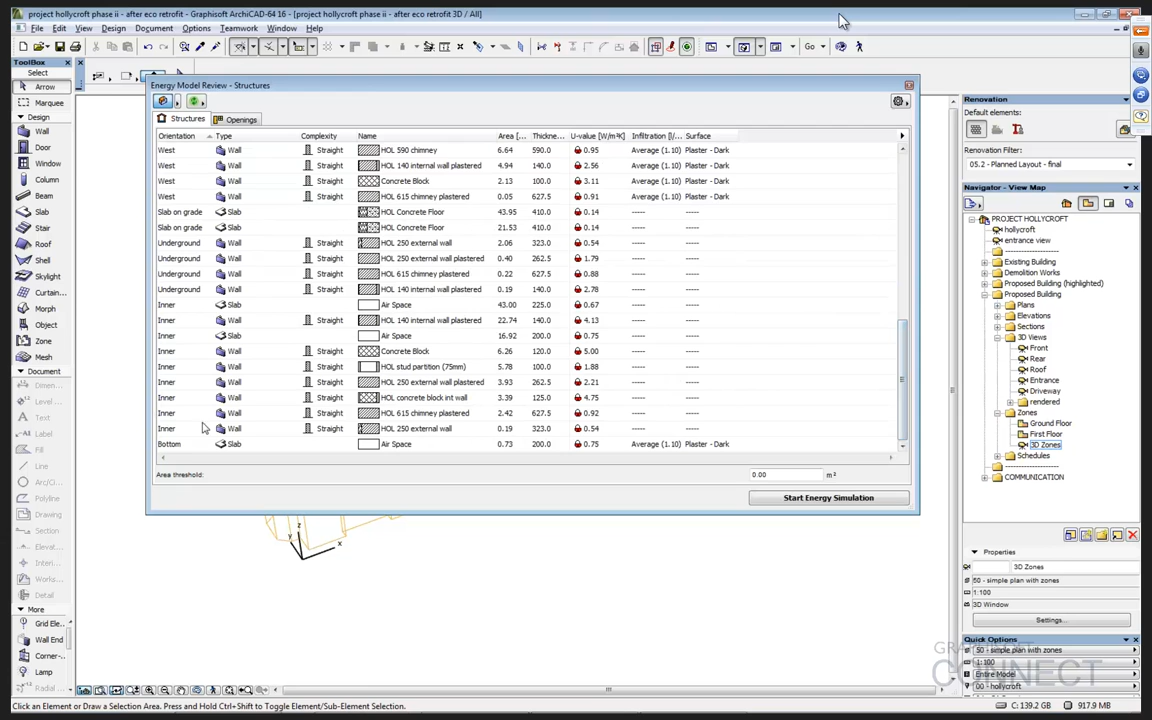 project hollycroft phase ii - after eco retrofit - Graphisoft ArchiCAD-64 16 - [project hollycroft phase ii - after eco retrofit 3D / All]
File Edit View Design Document Options Teamwork Window Help
Go
ToolBox
Select
Arrow
Marquee
Design
Wall
Door
Window
Column
Beam
Slab
Stair
Roof
Shell
Skylight
Curtain...
Morph
Object
Zone
Mesh
Document
Dimen...
Level...
Text
Label
Fill
Line
Arc/Ci...
Polyline
Drawing
Section
Elevat...
Interi...
Works...
Detail
More
Grid Ele...
Wall End
Corner-...
Lamp
Radial ...
Energy Model Review - Structures
Structures Openings
Orientation Type Complexity Name Area [... Thickne... U-value [W/m²K] Infiltration [l/... Surface
West Wall Straight HOL 590 chimney 6.64 590.0 0.95 Average (1.10) Plaster - Dark
West Wall Straight HOL 140 internal wall plastered 4.94 140.0 2.56 Average (1.10) Plaster - Dark
West Wall Straight Concrete Block 2.13 100.0 3.11 Average (1.10) Plaster - Dark
West Wall Straight HOL 615 chimney plastered 0.05 627.5 0.91 Average (1.10) Plaster - Dark
Slab on grade Slab HOL Concrete Floor 43.95 410.0 0.14 -----  -----
Slab on grade Slab HOL Concrete Floor 21.53 410.0 0.14 ----- -----
Underground Wall Straight HOL 250 external wall 2.06 323.0 0.54 ----- -----
Underground Wall Straight HOL 250 external wall plastered 0.40 262.5 1.79 ----- -----
Underground Wall Straight HOL 615 chimney plastered 0.22 627.5 0.88 ----- -----
Underground Wall Straight HOL 140 internal wall plastered 0.19 140.0 2.78 ----- -----
Inner Slab Air Space 43.00 225.0 0.67 ----- -----
Inner Wall Straight HOL 140 internal wall plastered 22.74 140.0 4.13 ----- -----
Inner Slab Air Space 16.92 200.0 0.75 ----- -----
Inner Wall Straight Concrete Block 6.26 120.0 5.00 ----- -----
Inner Wall Straight HOL stud partition (75mm) 5.78 100.0 1.88 ----- -----
Inner Wall Straight HOL 250 external wall plastered 3.93 262.5 2.21 ----- -----
Inner Wall Straight HOL concrete block int wall 3.39 125.0 4.75 ----- -----
Inner Wall Straight HOL 615 chimney plastered 2.42 627.5 0.92 ----- -----
Inner Wall Straight HOL 250 external wall 0.19 323.0 0.54 ----- -----
Bottom Slab Air Space 0.73 200.0 0.75 Average (1.10) Plaster - Dark
Area threshold: 0.00 m²
Start Energy Simulation
z
y
x
Renovation
Default elements:
Renovation Filter:
05.2 - Planned Layout - final
Navigator - View Map
PROJECT HOLLYCROFT
hollycroft
entrance view
--------------------
Existing Building
Demolition Works
Proposed Building (highlighted)
Proposed Building
Plans
Elevations
Sections
3D Views
Front
Rear
Roof
Entrance
Driveway
rendered
Zones
Ground Floor
First Floor
3D Zones
Schedules
--------------------
COMMUNICATION
Properties
3D Zones
50 - simple plan with zones
1:100
3D Window
Settings...
Quick Options
50 - simple plan with zones
1:100
Entire Model
00 - hollycroft
CONNECT
Click an Element or Draw a Selection Area. Press and Hold Ctrl+Shift to Toggle Element/Sub-Element Selection.
C: 139.2 GB 917.9 MB